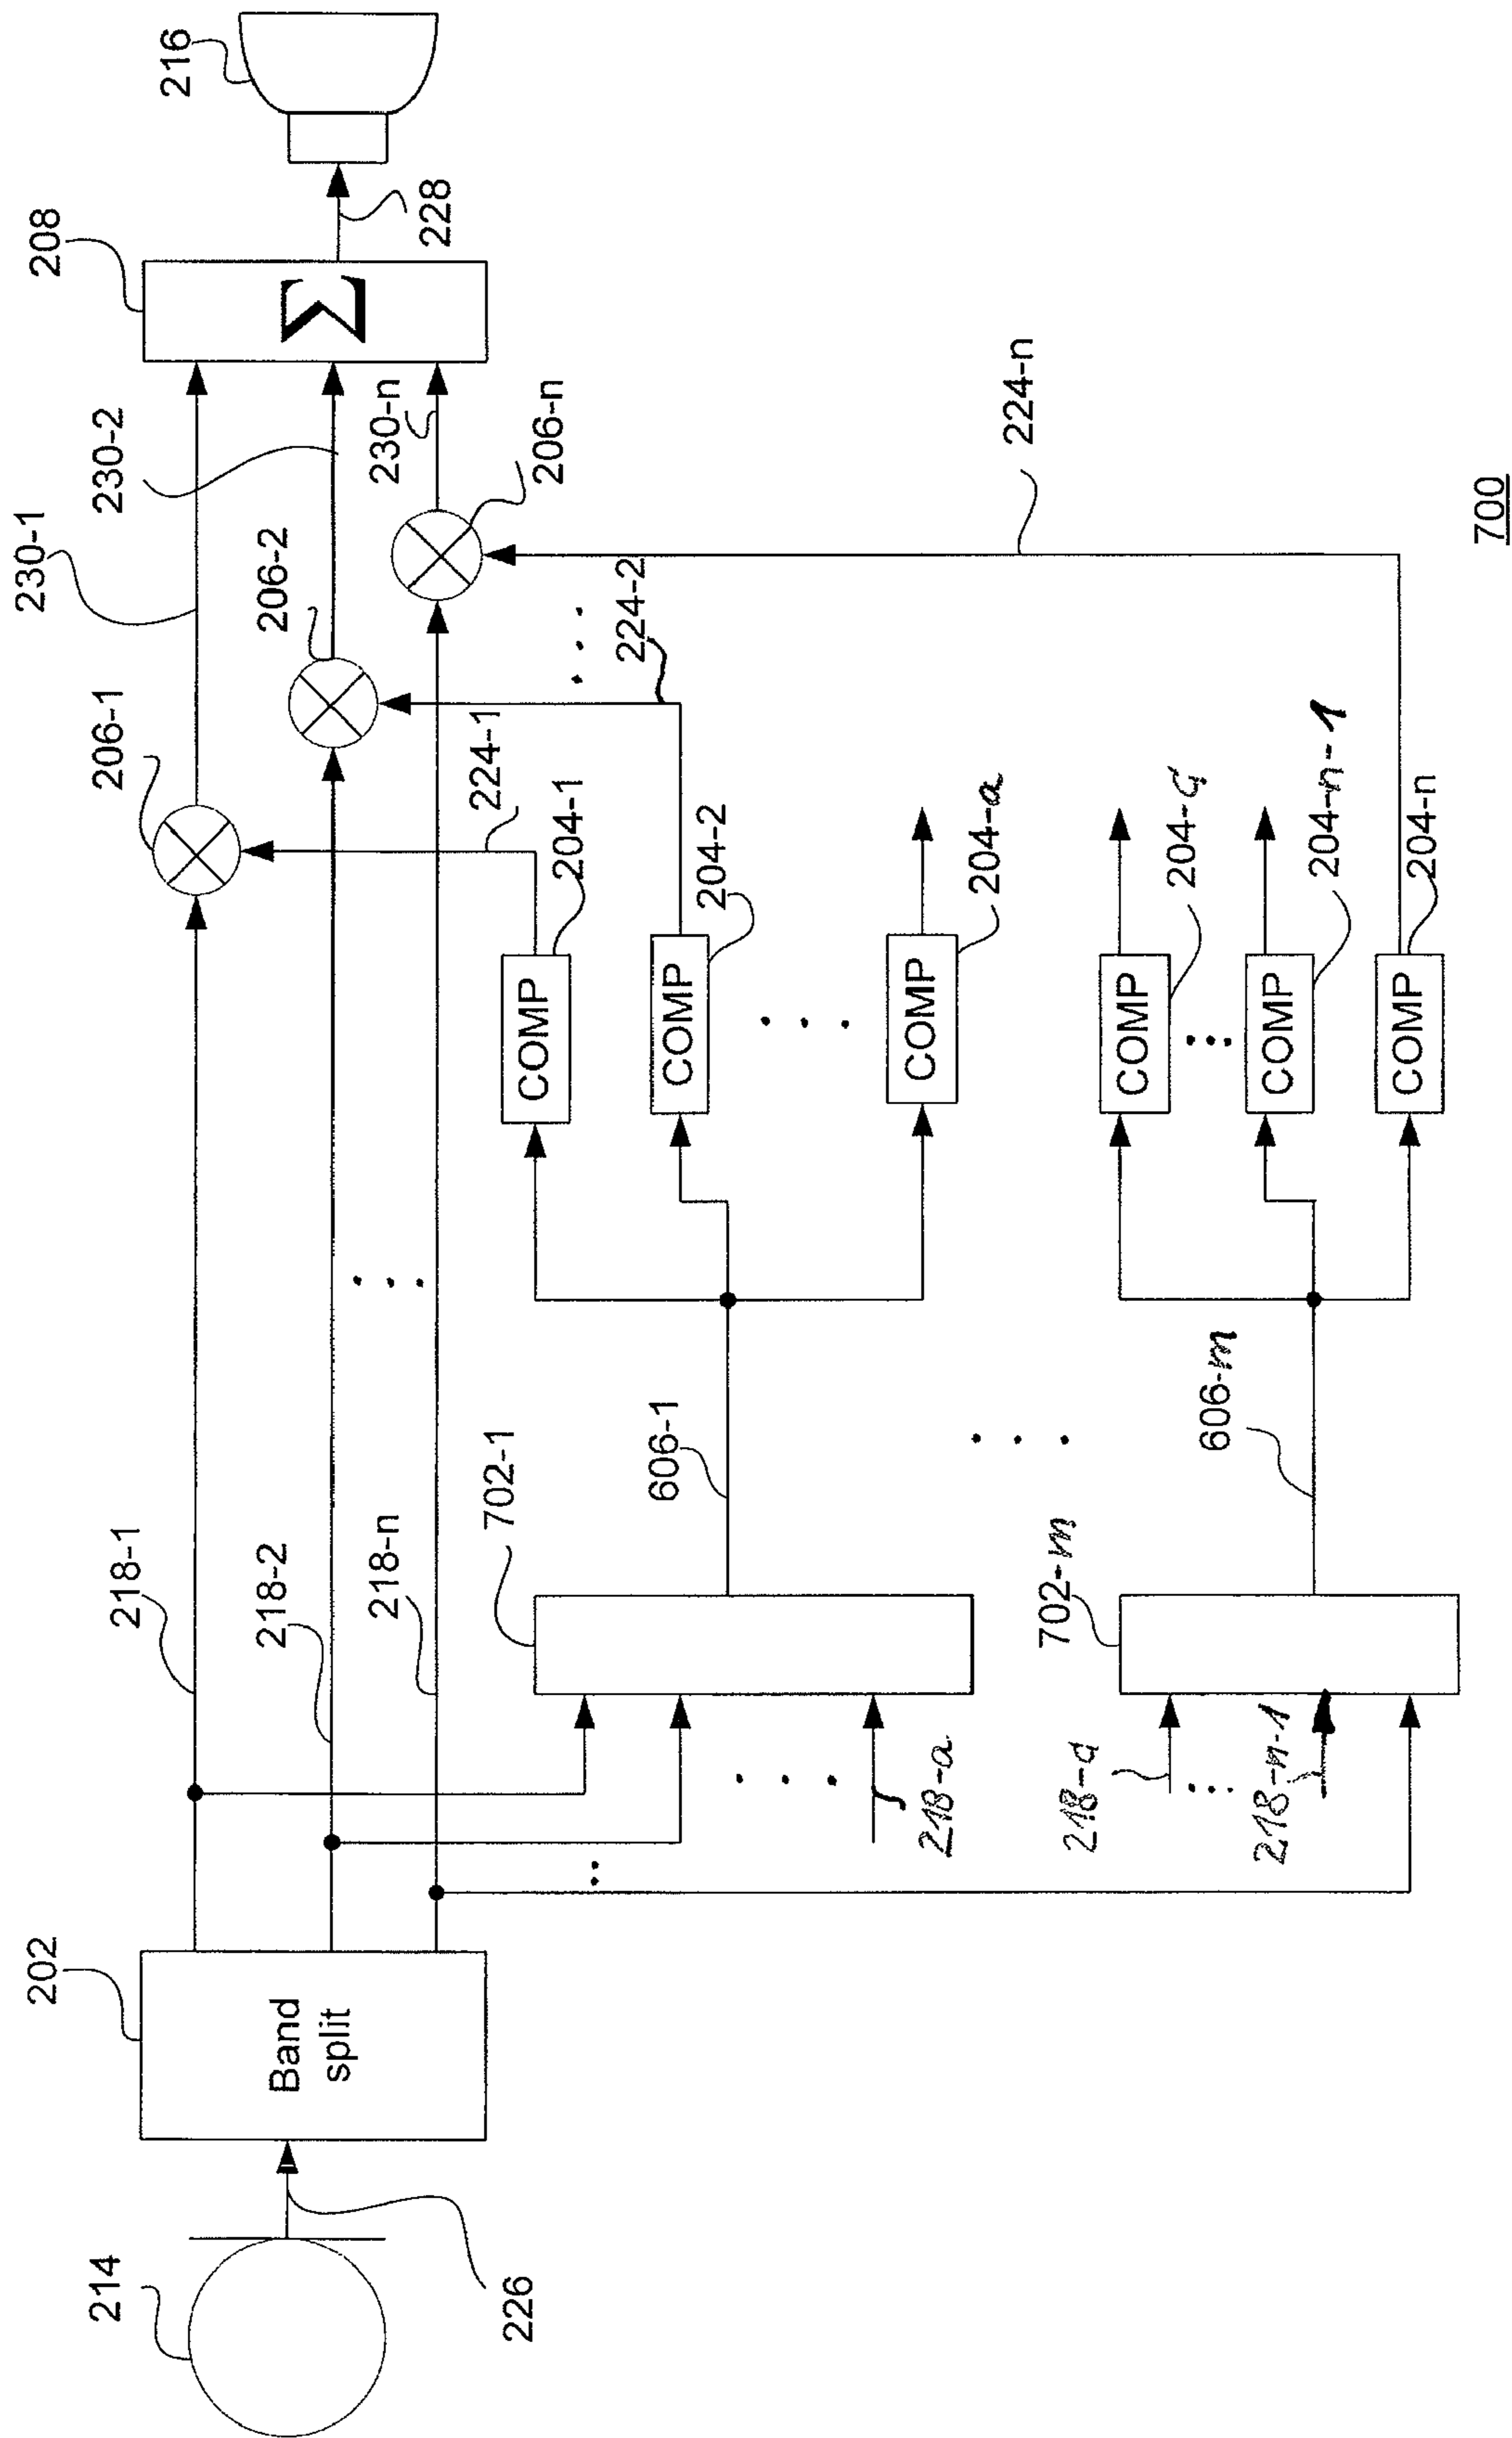 214
226
202
Band
split
218-1
218-2
218-n
206-1
206-2
206-n
230-1
230-2
230-n
208
Σ
228
216
224-1
224-2
224-n
702-1
218-a
606-1
COMP
204-1
COMP
204-2
COMP
204-a
702-m
218-d
218-n-1
606-m
COMP
204-d
COMP
204-n-1
COMP
204-n
700